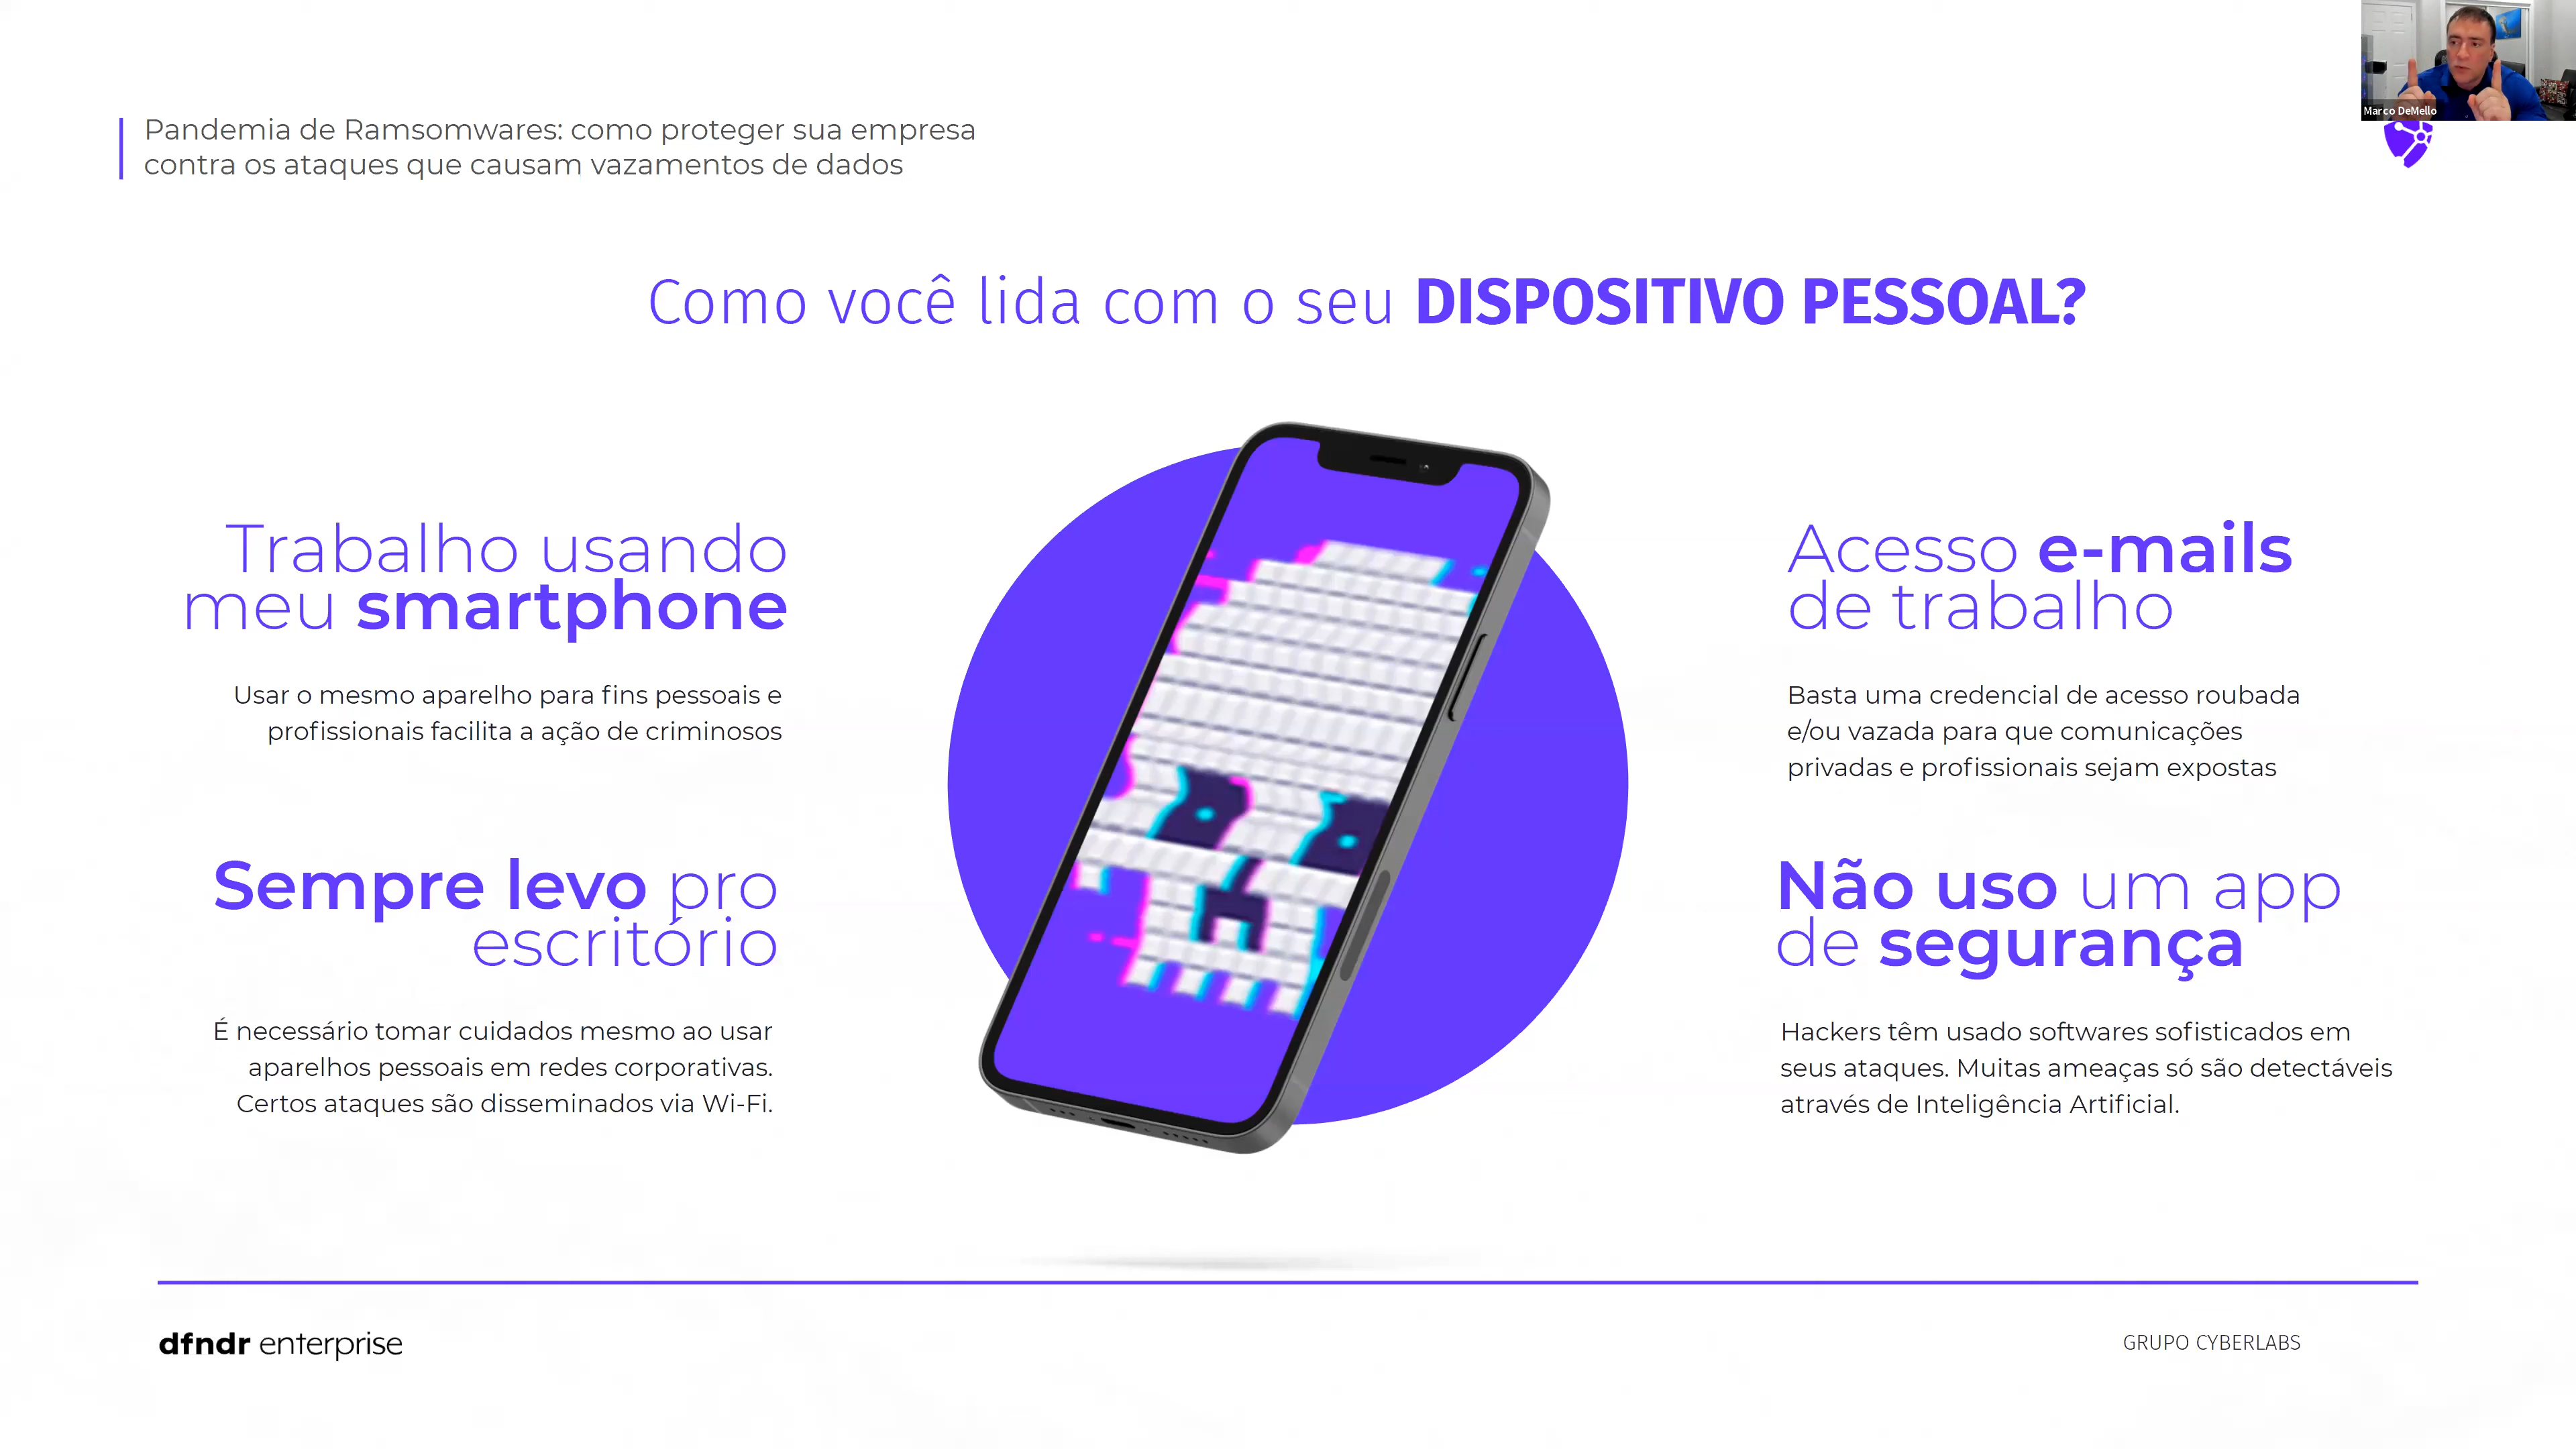 Marco DeMello
Pandemia de Ramsomwares: como proteger sua empresa
contra os ataques que causam vazamentos de dados
Como você lida com o seu DISPOSITIVO PESSOAL?
Trabalho usando
meu smartphone
Usar o mesmo aparelho para fins pessoais e
profissionais facilita a ação de criminosos
Sempre levo pro
escritório
É necessário tomar cuidados mesmo ao usar
aparelhos pessoais em redes corporativas.
Certos ataques são disseminados via Wi-Fi.
Acesso e-mails
de trabalho
Basta uma credencial de acesso roubada
e/ou vazada para que comunicações
privadas e profissionais sejam expostas
Não uso um app
de segurança
Hackers têm usado softwares sofisticados em
seus ataques. Muitas ameaças só são detectáveis
através de Inteligência Artificial.
dfndr enterprise
GRUPO CYBERLABS